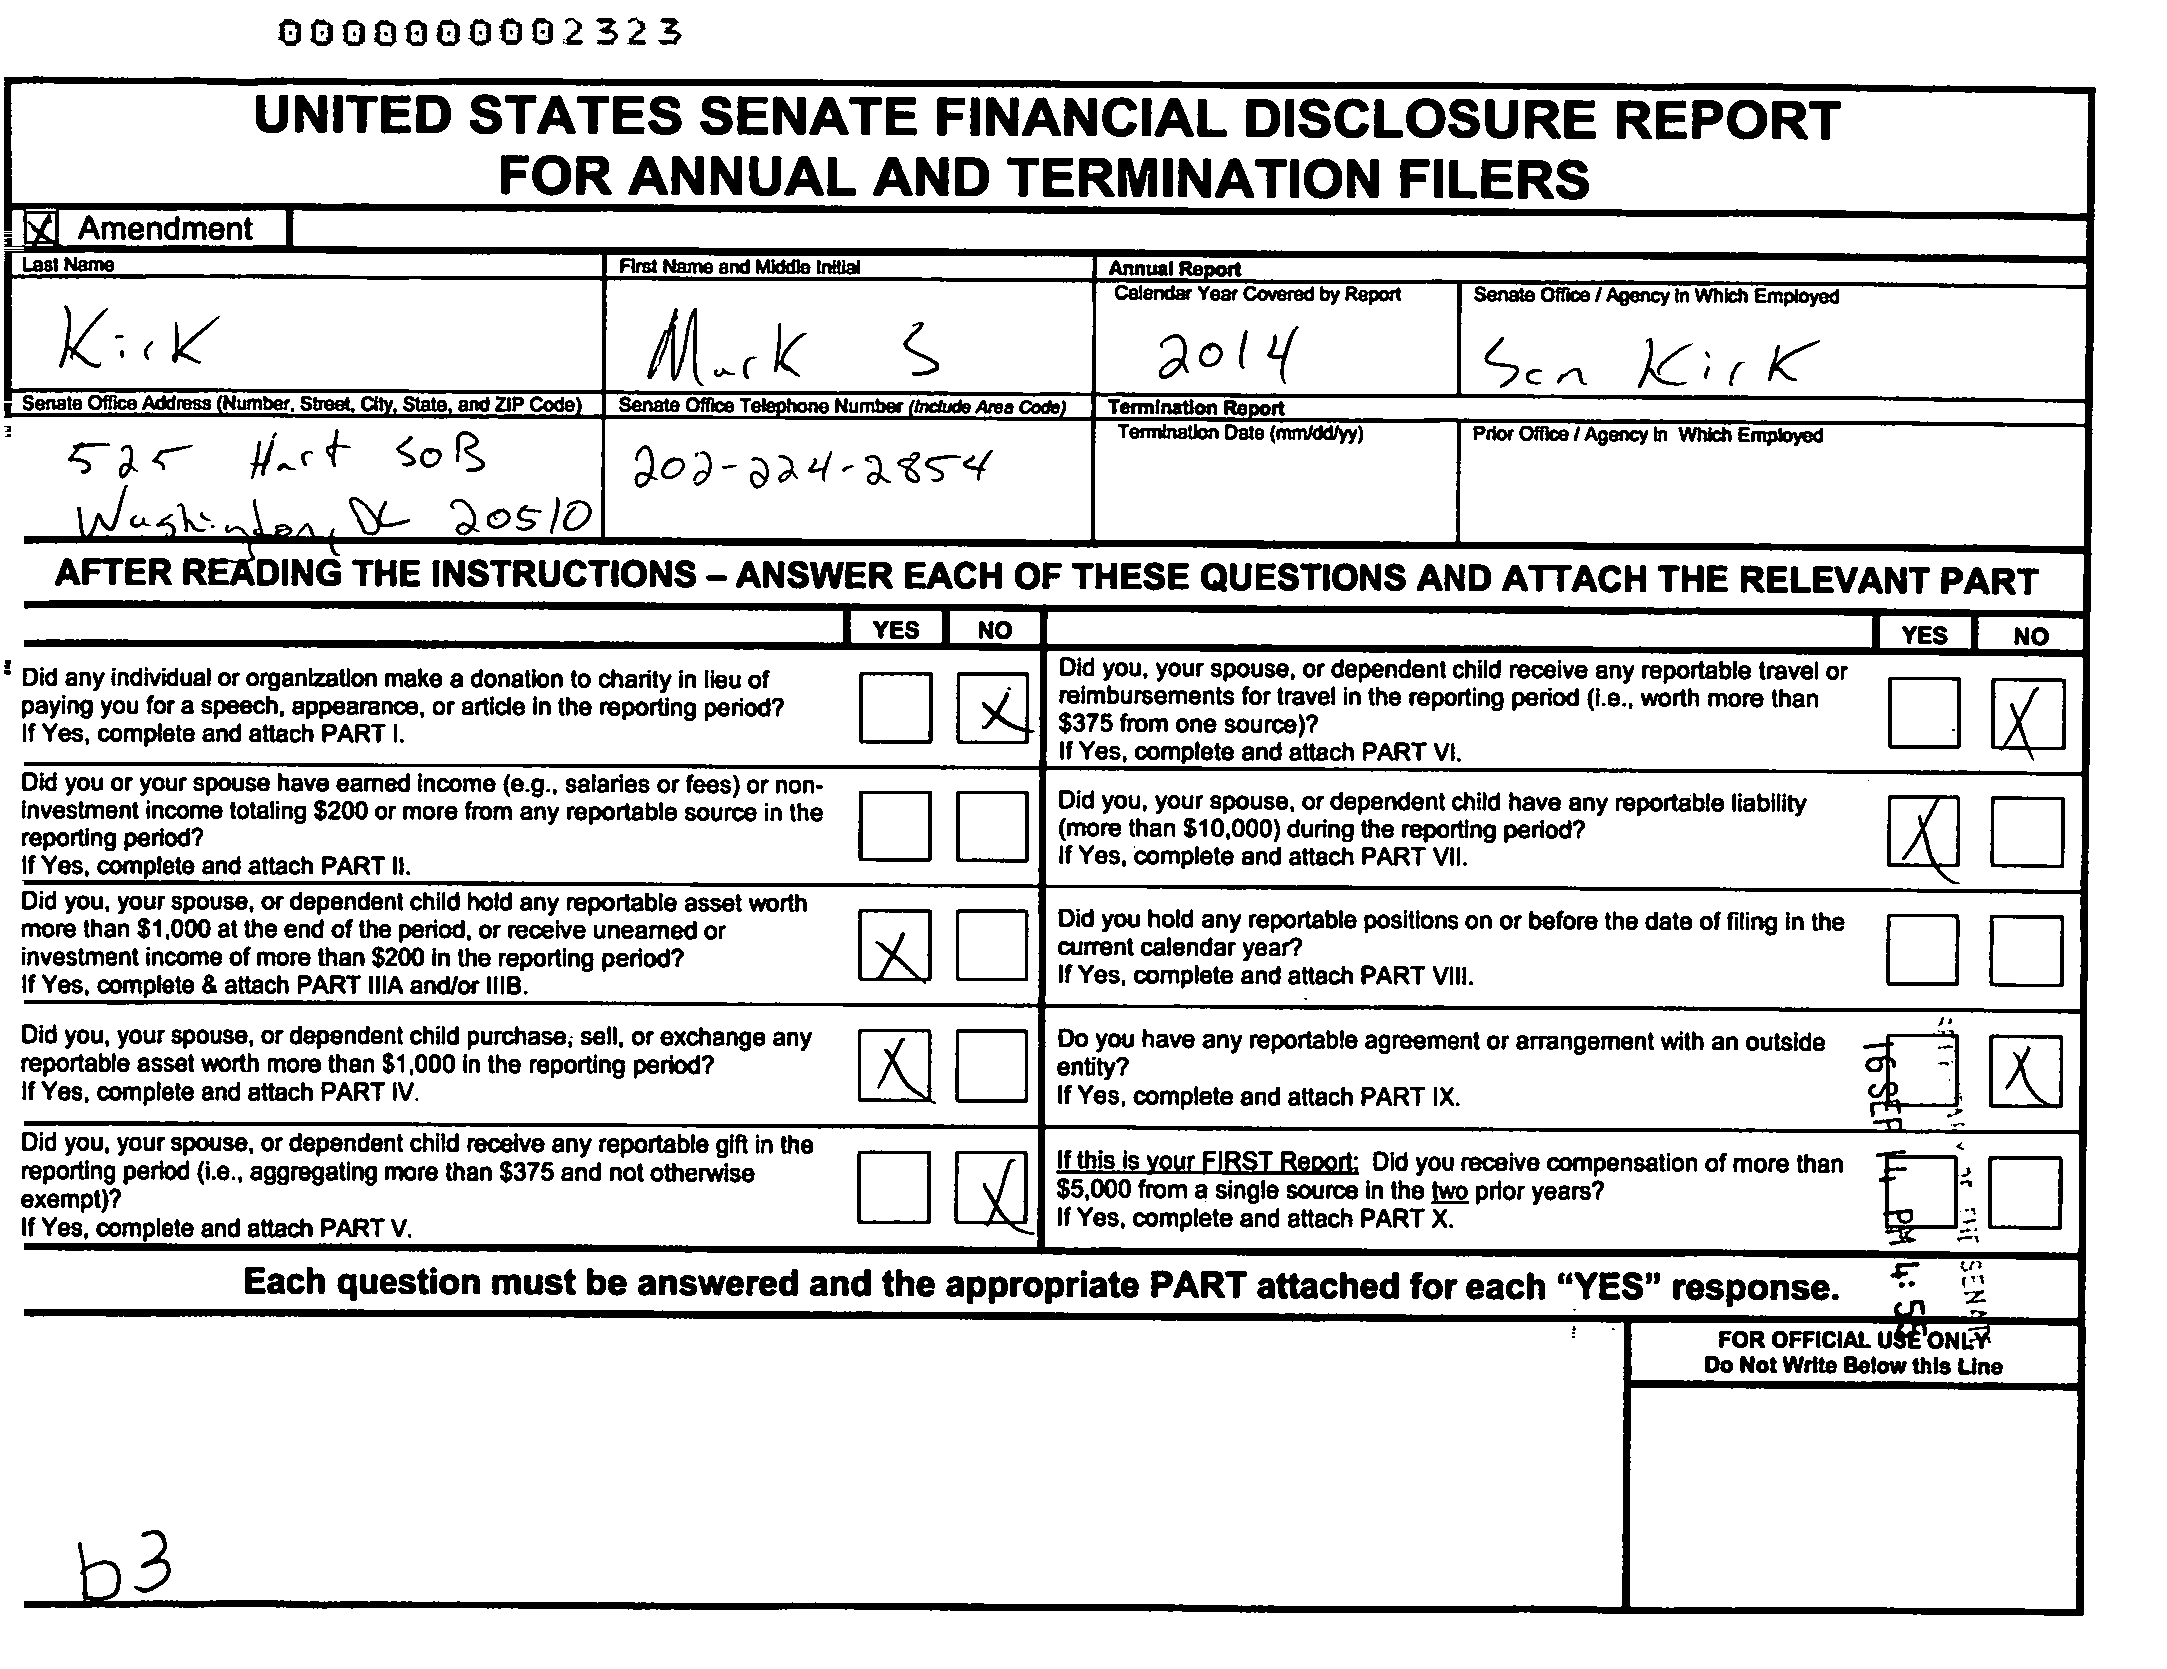 0000000002323
UNITED STATES SENATE FINANCIAL DISCLOSURE REPORT
FOR ANNUAL AND TERMINATION FILERS
X Amendment
Last Name
Kirk
First Name and Middle Initial
Mark S
Annual Report
Calendar Year Covered by Report
2014
Senate Office / Agency in Which Employed
Sen Kirk
Senate Office Address (Number, Street, City, State, and ZIP Code)
525 Hart SOB
Washington, DC 20510
Senate Office Telephone Number (Include Area Code)
202-224-2854
Termination Report
Termination Date (mm/dd/yy)
Prior Office / Agency in Which Employed
AFTER READING THE INSTRUCTIONS – ANSWER EACH OF THESE QUESTIONS AND ATTACH THE RELEVANT PART
YES NO
Did any individual or organization make a donation to charity in lieu of
paying you for a speech, appearance, or article in the reporting period?
If Yes, complete and attach PART I.
X
Did you or your spouse have earned income (e.g., salaries or fees) or non-
investment income totaling $200 or more from any reportable source in the
reporting period?
If Yes, complete and attach PART II.
Did you, your spouse, or dependent child hold any reportable asset worth
more than $1,000 at the end of the period, or receive unearned or
investment income of more than $200 in the reporting period?
If Yes, complete & attach PART IIIA and/or IIIB.
X
Did you, your spouse, or dependent child purchase, sell, or exchange any
reportable asset worth more than $1,000 in the reporting period?
If Yes, complete and attach PART IV.
X
Did you, your spouse, or dependent child receive any reportable gift in the
reporting period (i.e., aggregating more than $375 and not otherwise
exempt)?
If Yes, complete and attach PART V.
X
YES NO
Did you, your spouse, or dependent child receive any reportable travel or
reimbursements for travel in the reporting period (i.e., worth more than
$375 from one source)?
If Yes, complete and attach PART VI.
X
Did you, your spouse, or dependent child have any reportable liability
(more than $10,000) during the reporting period?
If Yes, complete and attach PART VII.
X
Did you hold any reportable positions on or before the date of filing in the
current calendar year?
If Yes, complete and attach PART VIII.
Do you have any reportable agreement or arrangement with an outside
entity?
If Yes, complete and attach PART IX.
X
If this is your FIRST Report: Did you receive compensation of more than
$5,000 from a single source in the two prior years?
If Yes, complete and attach PART X.
16 SEP 14 PM 4:55
Each question must be answered and the appropriate PART attached for each “YES” response.
FOR OFFICIAL USE ONLY
Do Not Write Below this Line
b3